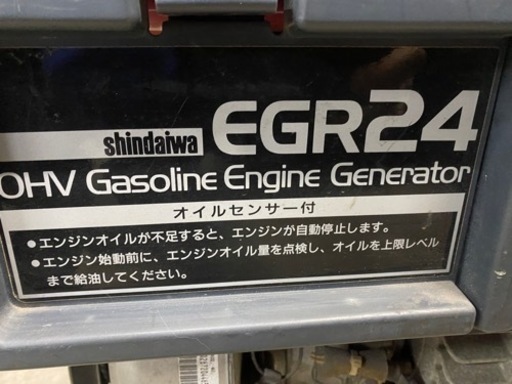 shindaiwa EGR24
OHV Gasoline Engine Generator
オイルセンサー付
●エンジンオイルが不足すると、エンジンが自動停止します。
●エンジン始動前に、エンジンオイル量を点検し、オイルを上限レベル
まで給油してください。